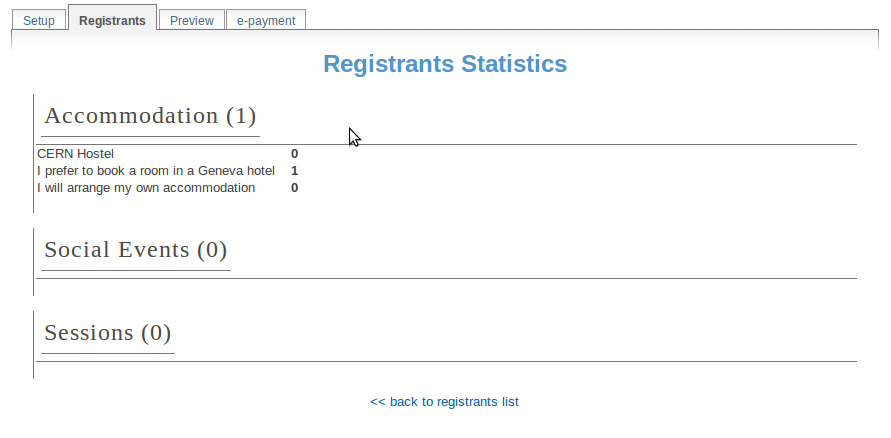 Setup Registrants Preview e-payment
Registrants Statistics
Accommodation (1)
CERN Hostel 0
I prefer to book a room in a Geneva hotel 1
I will arrange my own accommodation 0
Social Events (0)
Sessions (0)
<< back to registrants list